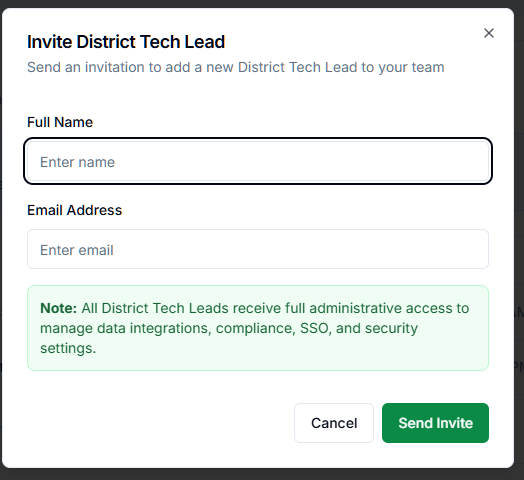 Invite District Tech Lead
Send an invitation to add a new District Tech Lead to your team
Full Name
Enter name
Email Address
Enter email
Note: All District Tech Leads receive full administrative access to
manage data integrations, compliance, SSO, and security
settings.
Cancel
Send Invite